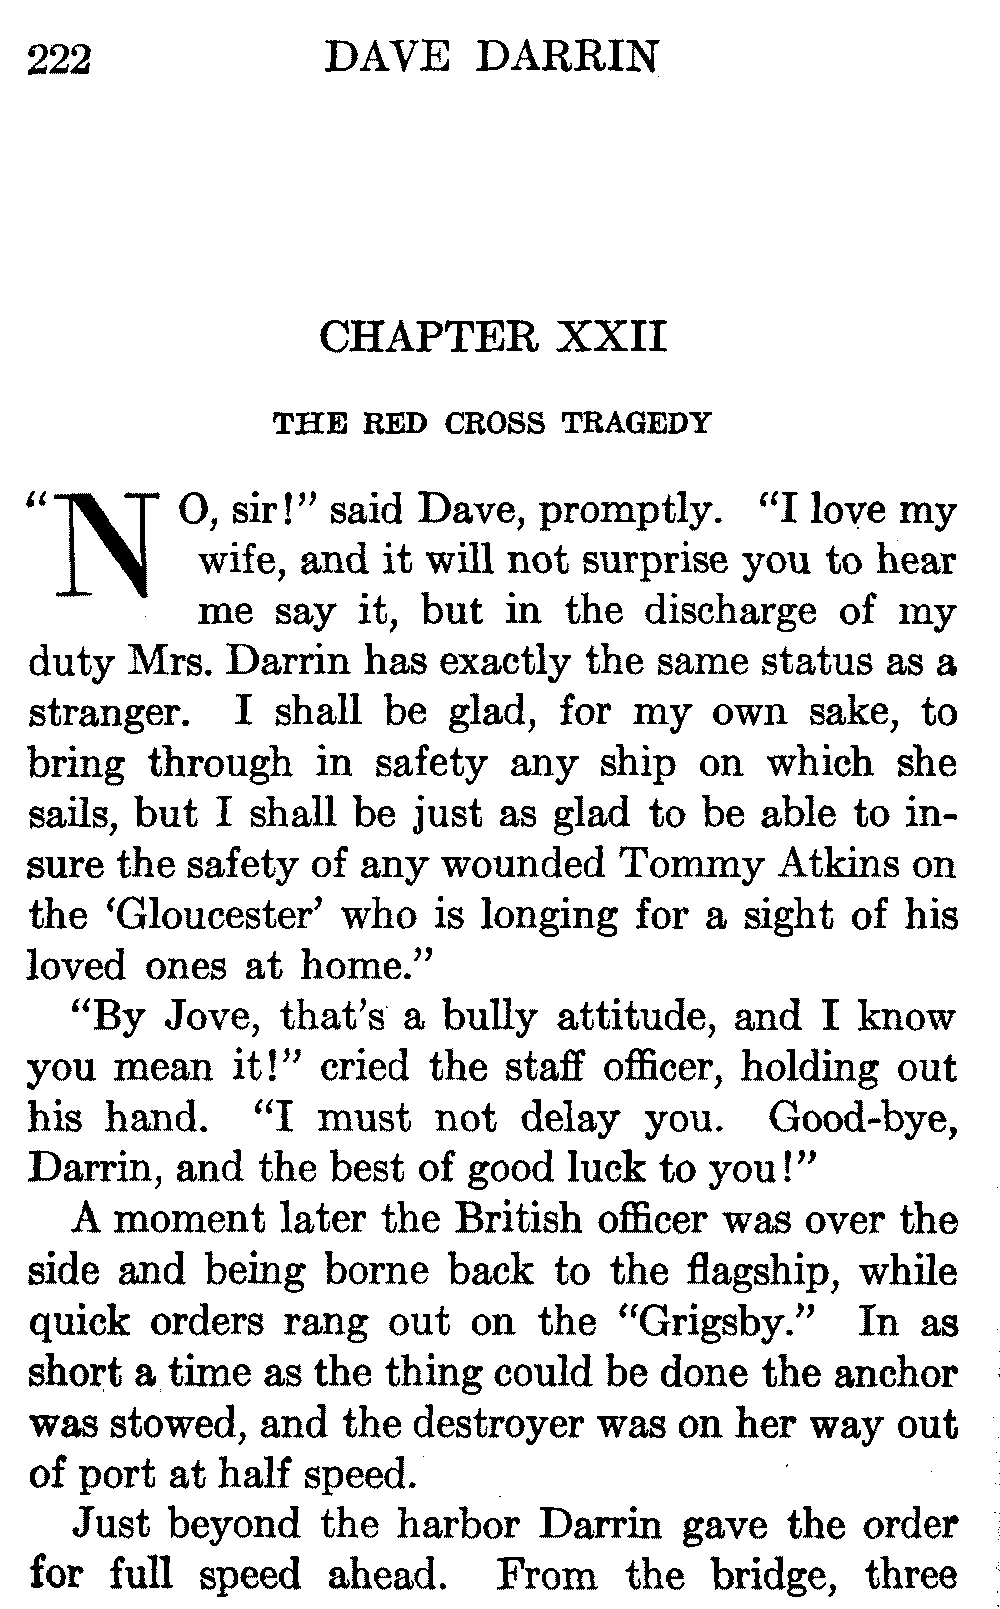 222 DAVE DARRIN
CHAPTER XXII
THE RED CROSS TRAGEDY
“NO, sir!” said Dave, promptly. “I love my
wife, and it will not surprise you to hear
me say it, but in the discharge of my
duty Mrs. Darrin has exactly the same status as a
stranger. I shall be glad, for my own sake, to
bring through in safety any ship on which she
sails, but I shall be just as glad to be able to in-
sure the safety of any wounded Tommy Atkins on
the ‘Gloucester’ who is longing for a sight of his
loved ones at home.”
“By Jove, that’s a bully attitude, and I know
you mean it!” cried the staff officer, holding out
his hand. “I must not delay you. Good-bye,
Darrin, and the best of good luck to you!”
A moment later the British officer was over the
side and being borne back to the flagship, while
quick orders rang out on the “Grigsby.” In as
short a time as the thing could be done the anchor
was stowed, and the destroyer was on her way out
of port at half speed.
Just beyond the harbor Darrin gave the order
for full speed ahead. From the bridge, three